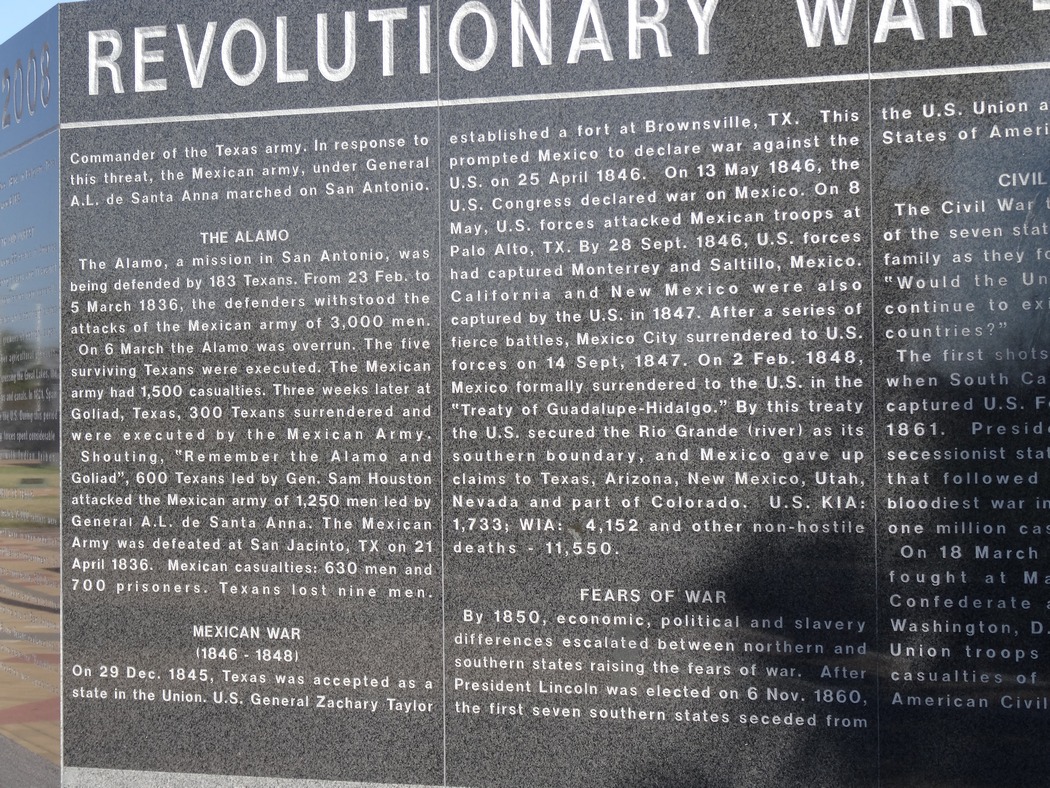 2008
REVOLUTIONARY WAR
Commander of the Texas army. In response to
this threat, the Mexican army, under General
A.L. de Santa Anna marched on San Antonio.
THE ALAMO
The Alamo, a mission in San Antonio, was
being defended by 183 Texans. From 23 Feb. to
5 March 1836, the defenders withstood the
attacks of the Mexican army of 3,000 men.
On 6 March the Alamo was overrun. The five
surviving Texans were executed. The Mexican
army had 1,500 casualties. Three weeks later at
Goliad, Texas, 300 Texans surrendered and
were executed by the Mexican Army.
Shouting, "Remember the Alamo and
Goliad", 600 Texans led by Gen. Sam Houston
attacked the Mexican army of 1,250 men led by
General A.L. de Santa Anna. The Mexican
Army was defeated at San Jacinto, TX on 21
April 1836. Mexican casualties: 630 men and
700 prisoners. Texans lost nine men.
MEXICAN WAR
(1846 - 1848)
On 29 Dec. 1845, Texas was accepted as a
state in the Union. U.S. General Zachary Taylor
established a fort at Brownsville, TX. This
prompted Mexico to declare war against the
U.S. on 25 April 1846. On 13 May 1846, the
U.S. Congress declared war on Mexico. On 8
May, U.S. forces attacked Mexican troops at
Palo Alto, TX. By 28 Sept. 1846, U.S. forces
had captured Monterrey and Saltillo, Mexico.
California and New Mexico were also
captured by the U.S. in 1847. After a series of
fierce battles, Mexico City surrendered to U.S.
forces on 14 Sept, 1847. On 2 Feb. 1848,
Mexico formally surrendered to the U.S. in the
"Treaty of Guadalupe-Hidalgo." By this treaty
the U.S. secured the Rio Grande (river) as its
southern boundary, and Mexico gave up
claims to Texas, Arizona, New Mexico, Utah,
Nevada and part of Colorado. U.S. KIA:
1,733; WIA: 4,152 and other non-hostile
deaths - 11,550.
FEARS OF WAR
By 1850, economic, political and slavery
differences escalated between northern and
southern states raising the fears of war. After
President Lincoln was elected on 6 Nov. 1860,
the first seven southern states seceded from
the U.S. Union a
States of Ameri
CIVIL
The Civil War
of the seven stat
family as they fo
"Would the Un
continue to exi
countries?"
The first shots
when South Ca
captured U.S. F
1861. Preside
secessionist stat
that followed
bloodiest war in
one million cas
On 18 March
fought at Ma
Confederate a
Washington, D.
Union troops
casualties of
American Civil